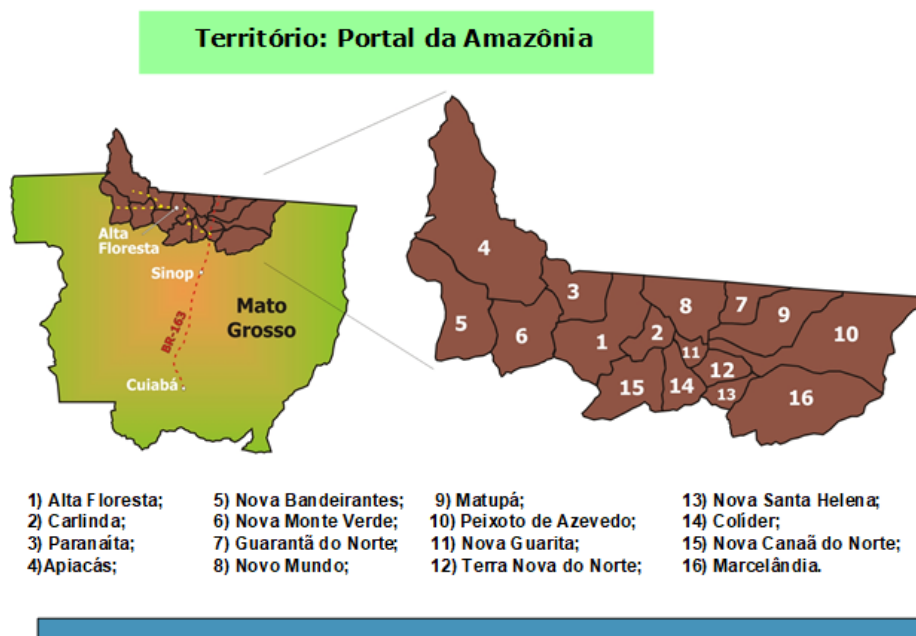 Território: Portal da Amazônia
Alta
Floresta
Sinop
Mato
Grosso
BR-163
Cuiabá
4
3
8
7
9
10
5
6
1
2
11
12
15
14
13
16
1) Alta Floresta; 5) Nova Bandeirantes; 9) Matupá; 13) Nova Santa Helena;
2) Carlinda; 6) Nova Monte Verde; 10) Peixoto de Azevedo; 14) Colíder;
3) Paranaíta; 7) Guarantã do Norte; 11) Nova Guarita; 15) Nova Canaã do Norte;
4)Apiacás; 8) Novo Mundo; 12) Terra Nova do Norte; 16) Marcelândia.